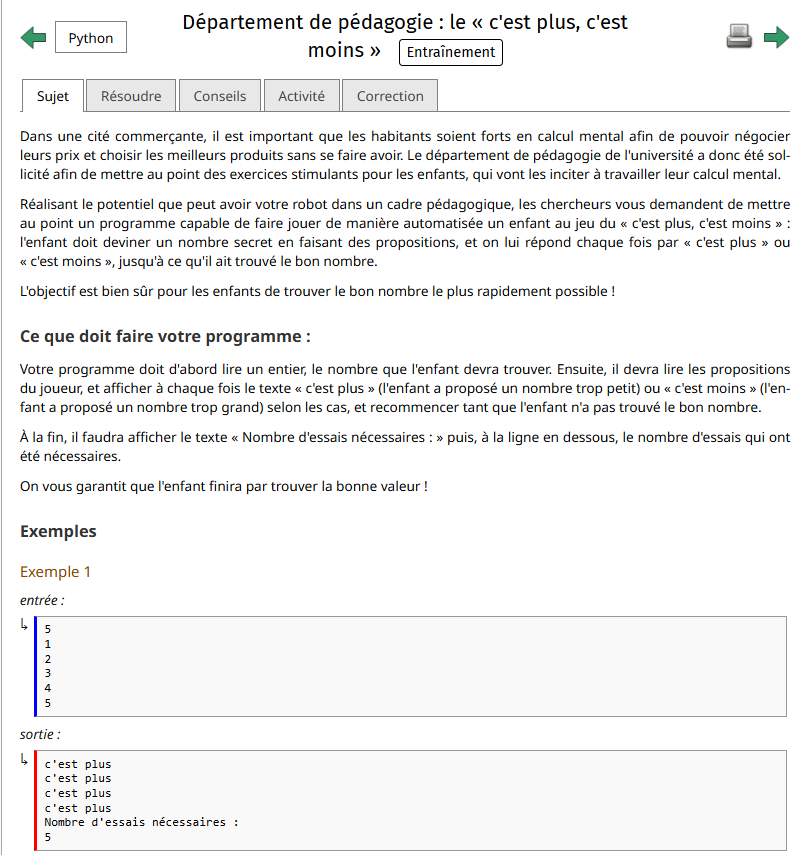 Python
Département de pédagogie : le « c'est plus, c'est
moins » Entraînement
Sujet Résoudre Conseils Activité Correction
Dans une cité commerçante, il est important que les habitants soient forts en calcul mental afin de pouvoir négocier
leurs prix et choisir les meilleurs produits sans se faire avoir. Le département de pédagogie de l'université a donc été sol-
licité afin de mettre au point des exercices stimulants pour les enfants, qui vont les inciter à travailler leur calcul mental.
Réalisant le potentiel que peut avoir votre robot dans un cadre pédagogique, les chercheurs vous demandent de mettre
au point un programme capable de faire jouer de manière automatisée un enfant au jeu du « c'est plus, c'est moins » :
l'enfant doit deviner un nombre secret en faisant des propositions, et on lui répond chaque fois par « c'est plus » ou
« c'est moins », jusqu'à ce qu'il ait trouvé le bon nombre.
L'objectif est bien sûr pour les enfants de trouver le bon nombre le plus rapidement possible !
Ce que doit faire votre programme :
Votre programme doit d'abord lire un entier, le nombre que l'enfant devra trouver. Ensuite, il devra lire les propositions
du joueur, et afficher à chaque fois le texte « c'est plus » (l'enfant a proposé un nombre trop petit) ou « c'est moins » (l'en-
fant a proposé un nombre trop grand) selon les cas, et recommencer tant que l'enfant n'a pas trouvé le bon nombre.
À la fin, il faudra afficher le texte « Nombre d'essais nécessaires : » puis, à la ligne en dessous, le nombre d'essais qui ont
été nécessaires.
On vous garantit que l'enfant finira par trouver la bonne valeur !
Exemples
Exemple 1
entrée :
5
1
2
3
4
5
sortie :
c'est plus
c'est plus
c'est plus
c'est plus
Nombre d'essais nécessaires :
5